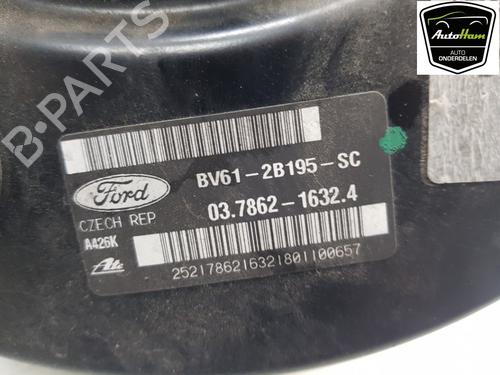 AutoHam
AUTO
ONDERDELEN
B-PARTS
Ford
BV61-2B195-SC
CZECH REP
03.7862-1632.4
A426K
Ate
2521786216321801100657